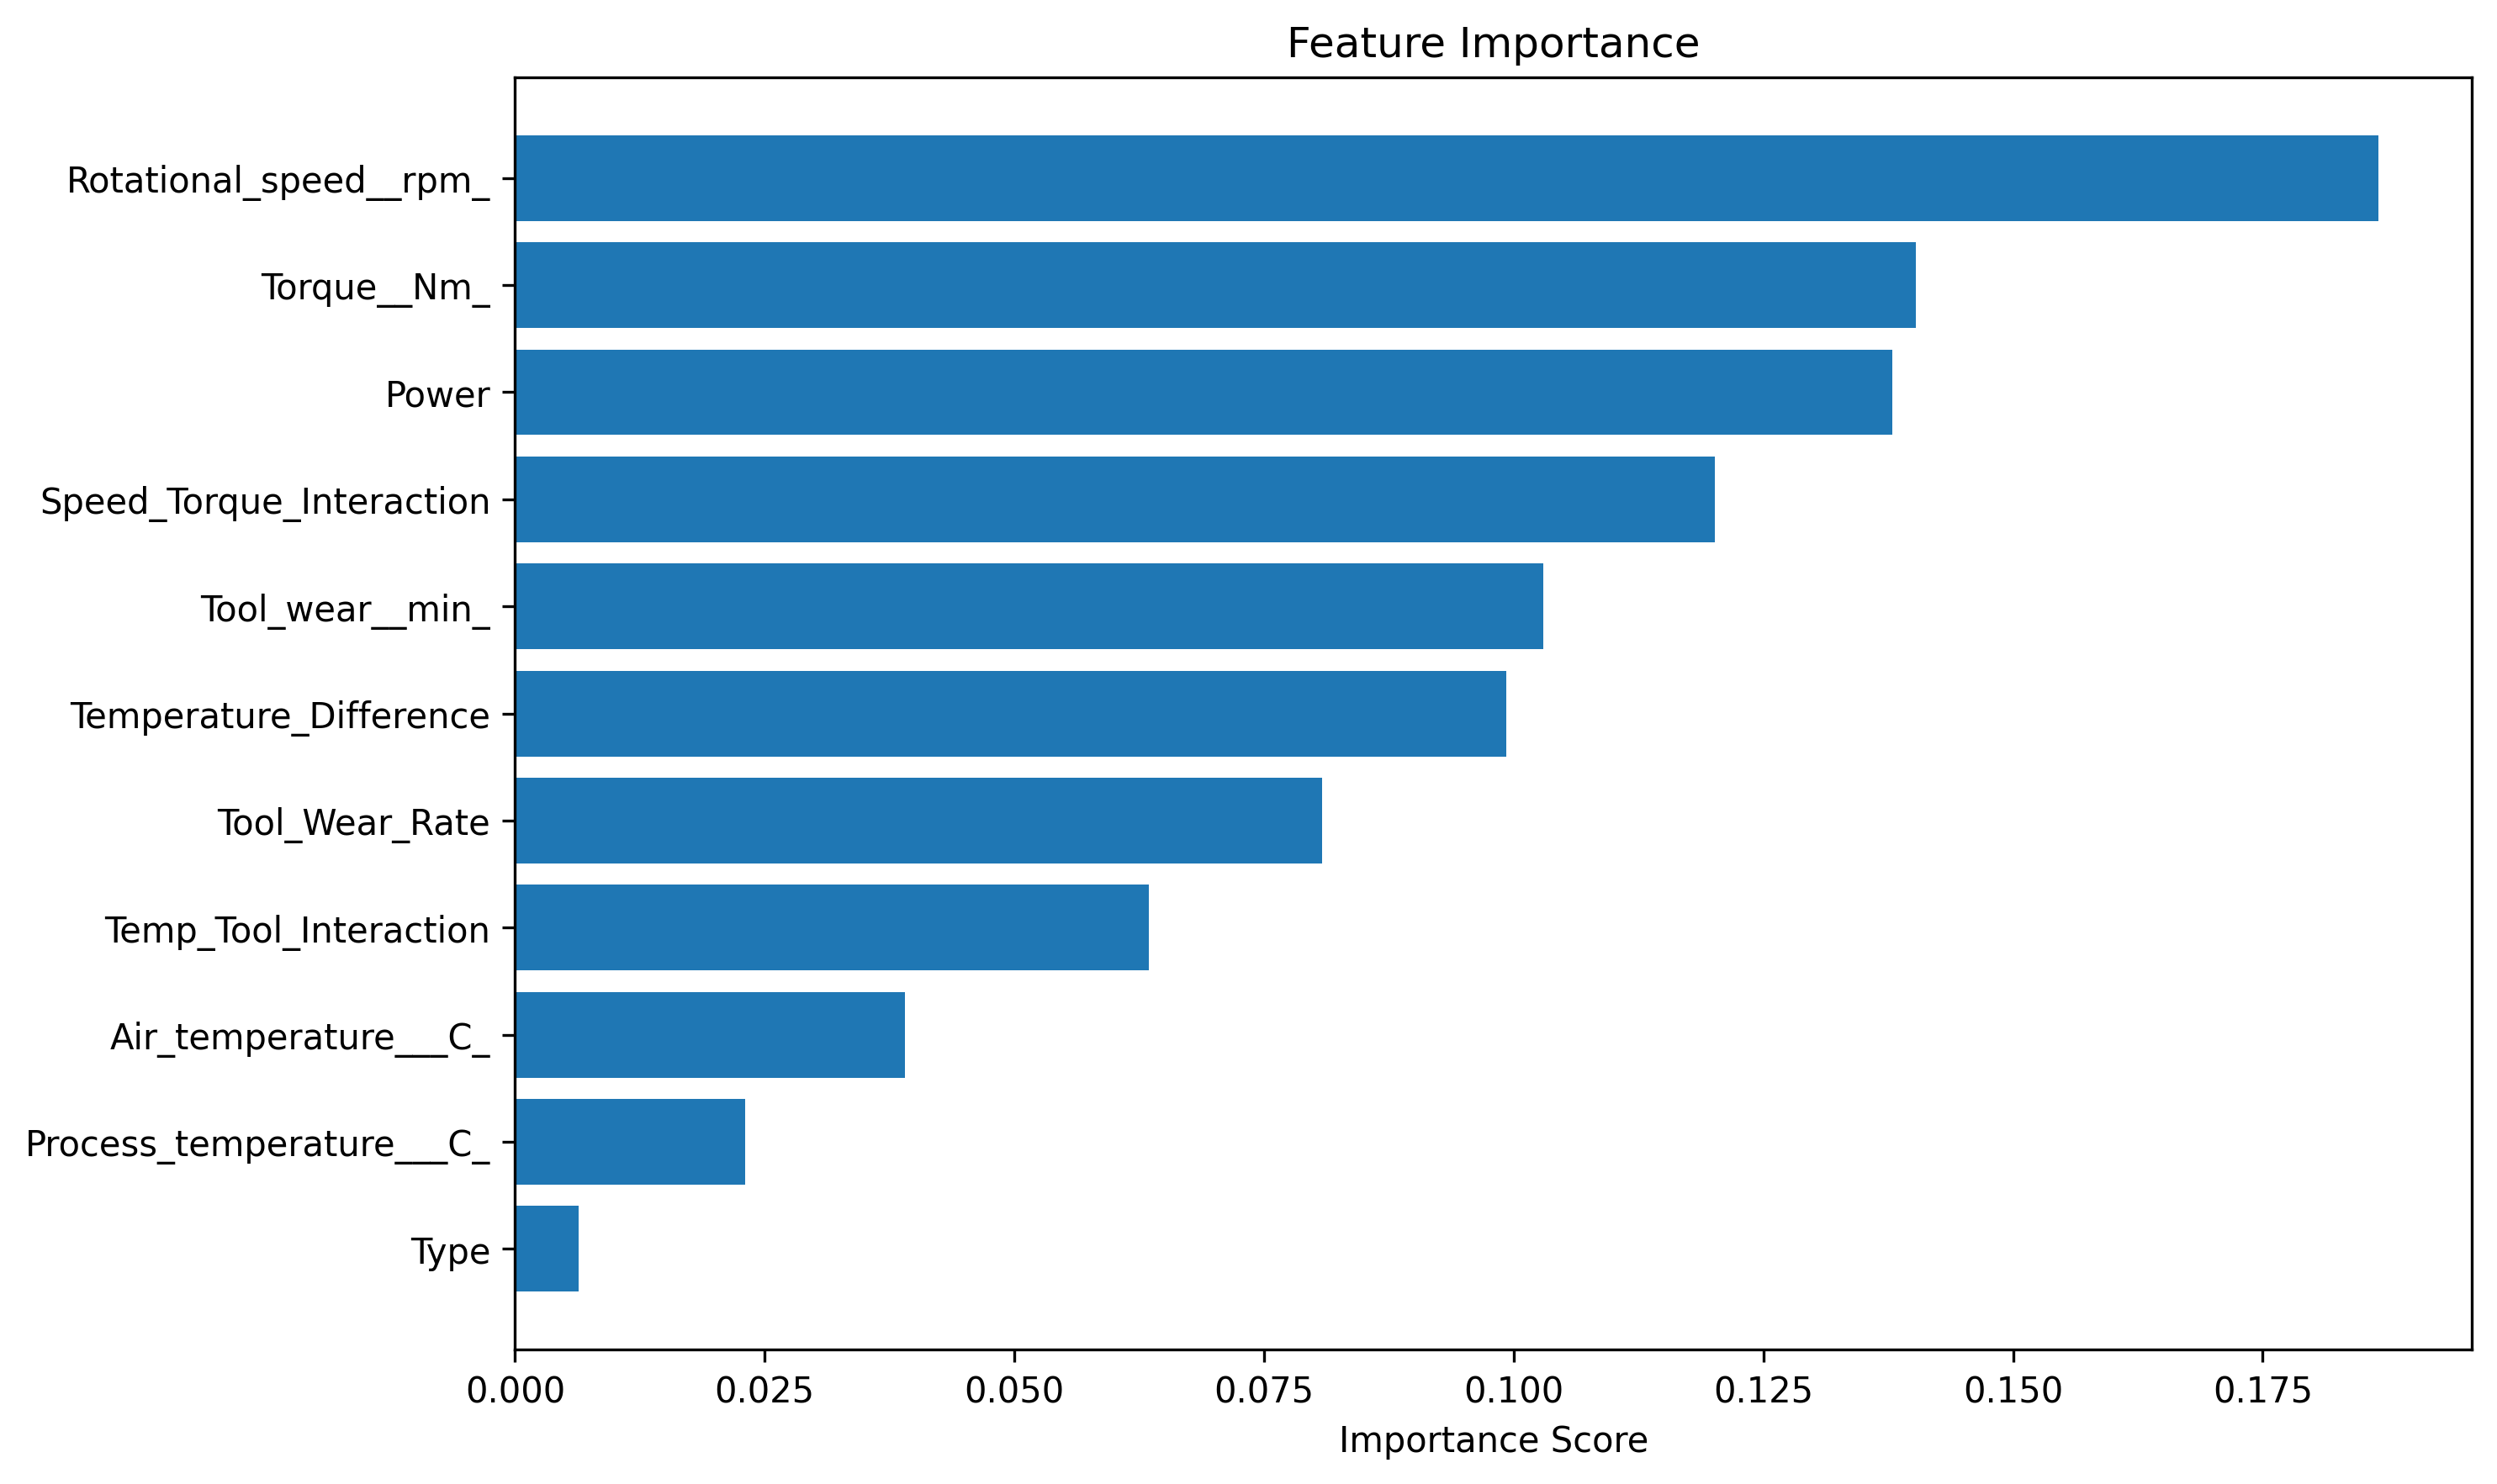 Feature Importance
Rotational_speed__rpm_
Torque__Nm_
Power
Speed_Torque_Interaction
Tool_wear__min_
Temperature_Difference
Tool_Wear_Rate
Temp_Tool_Interaction
Air_temperature___C_
Process_temperature___C_
Type
0.000 0.025 0.050 0.075 0.100 0.125 0.150 0.175
Importance Score